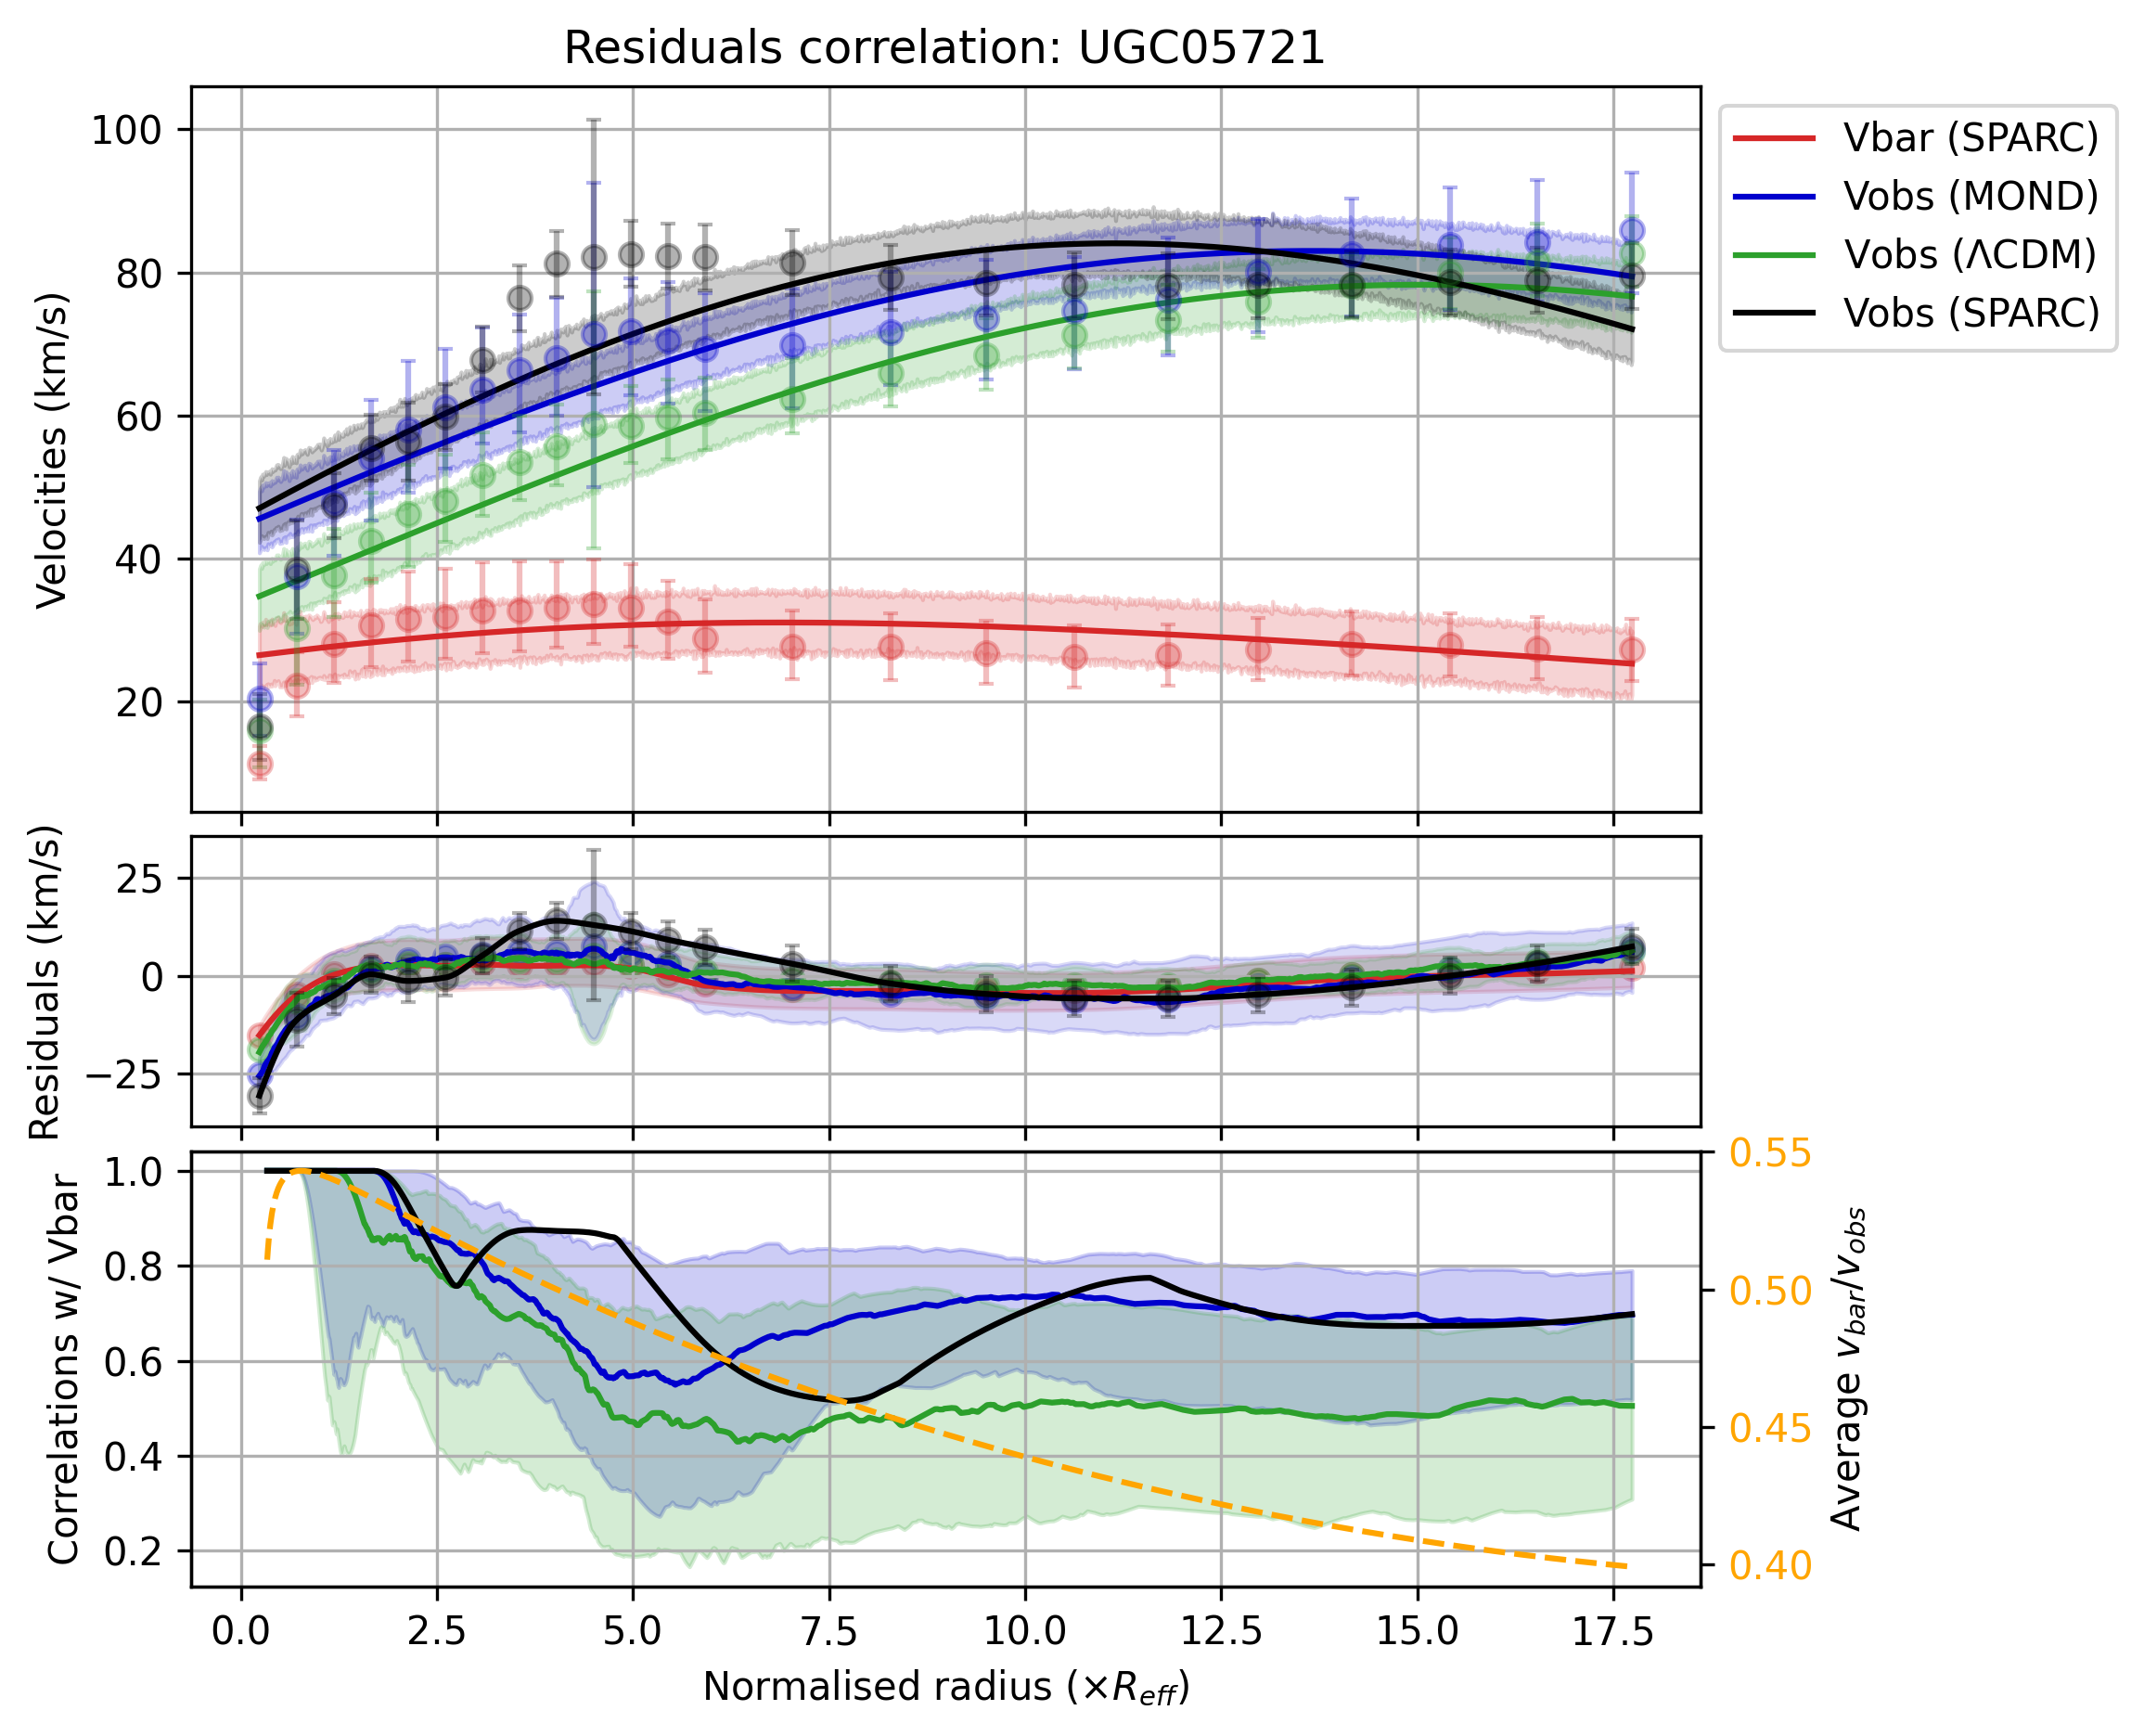 Residuals correlation: UGC05721
100
80
60
40
20
Velocities (km/s)
Vbar (SPARC)
Vobs (MOND)
Vobs (ΛCDM)
Vobs (SPARC)
25
0
−25
Residuals (km/s)
1.0
0.8
0.6
0.4
0.2
Correlations w/ Vbar
0.55
0.50
0.45
0.40
Average v_bar/v_obs
0.0 2.5 5.0 7.5 10.0 12.5 15.0 17.5
Normalised radius (×R_eff)